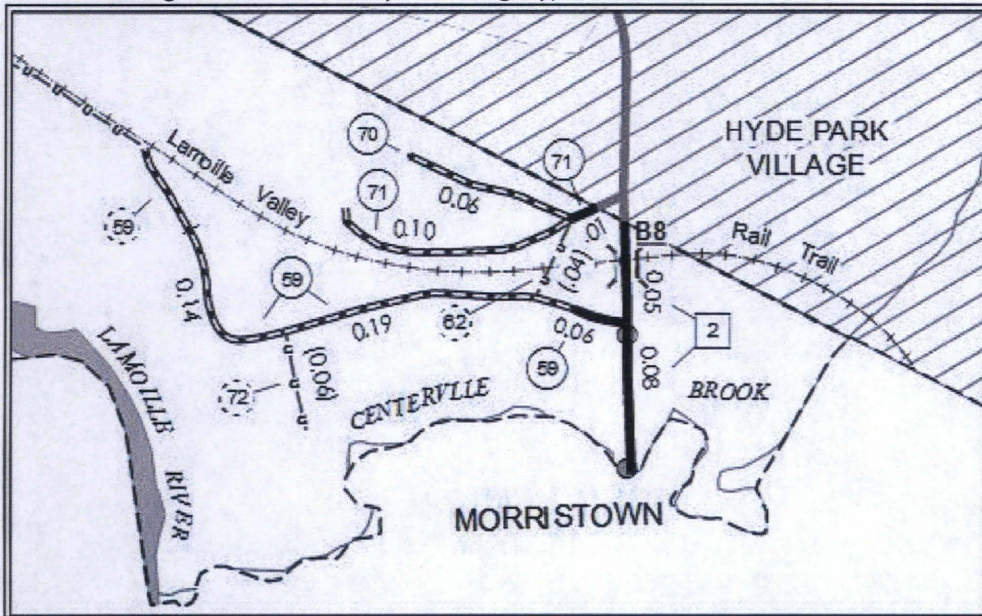 HYDE PARK
VILLAGE
70
71
Lamoille Valley Rail Trail
71
0.06
0.10
.01
B8
(.04)
0.05
59
59
0.14
0.19
62
0.06
59
2
0.08
72
(0.06)
LAMOILLE
RIVER
CENTERVILLE
BROOK
MORRISTOWN